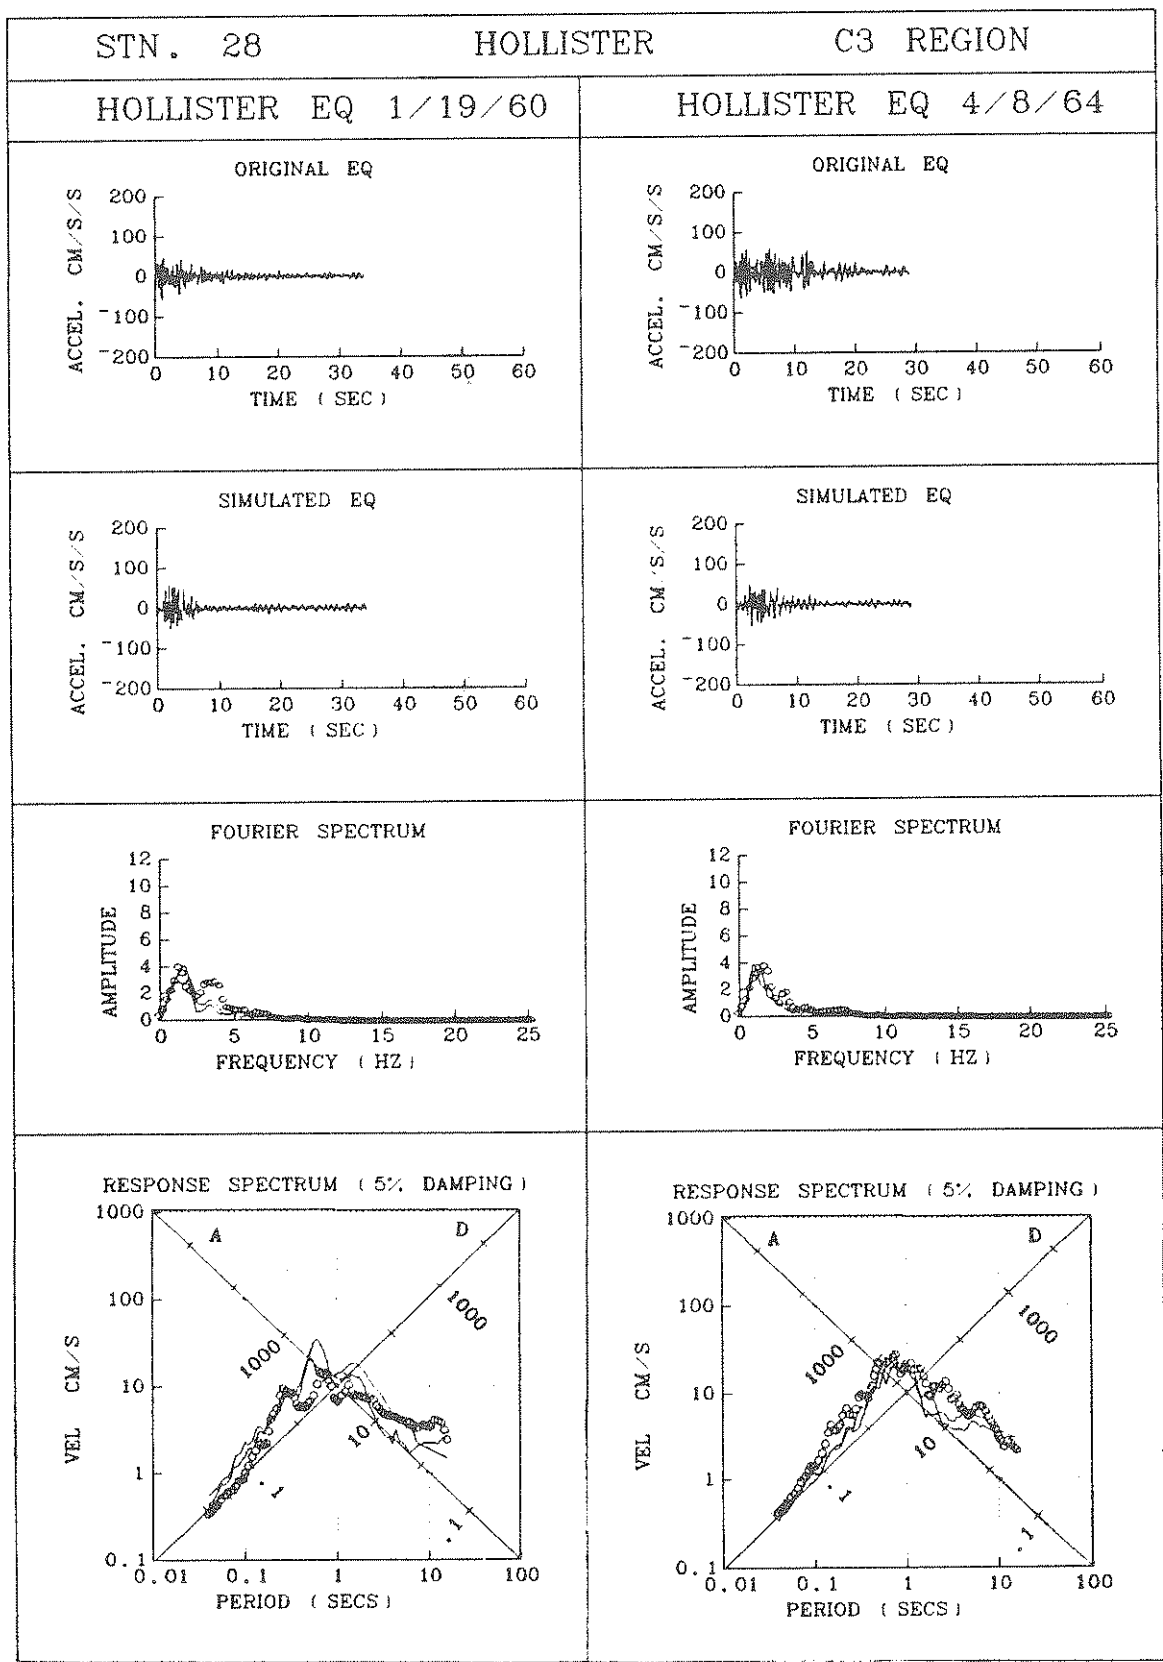 STN. 28 HOLLISTER C3 REGION
HOLLISTER EQ 1/19/60
ORIGINAL EQ
ACCEL. CM/S/S
200
100
0
-100
-200
0 10 20 30 40 50 60
TIME (SEC)
SIMULATED EQ
ACCEL. CM/S/S
200
100
0
-100
-200
0 10 20 30 40 50 60
TIME (SEC)
FOURIER SPECTRUM
AMPLITUDE
12
10
8
6
4
2
0
0 5 10 15 20 25
FREQUENCY (HZ)
RESPONSE SPECTRUM (5% DAMPING)
VEL CM/S
1000
100
10
1
0.1
A
D
1000
1000
10
.1
.1
0.01 0.1 1 10 100
PERIOD (SECS)
HOLLISTER EQ 4/8/64
ORIGINAL EQ
ACCEL. CM/S/S
200
100
0
-100
-200
0 10 20 30 40 50 60
TIME (SEC)
SIMULATED EQ
ACCEL. CM/S/S
200
100
0
-100
-200
0 10 20 30 40 50 60
TIME (SEC)
FOURIER SPECTRUM
AMPLITUDE
12
10
8
6
4
2
0
0 5 10 15 20 25
FREQUENCY (HZ)
RESPONSE SPECTRUM (5% DAMPING)
VEL CM/S
1000
100
10
1
0.1
A
D
1000
1000
10
.1
.1
0.01 0.1 1 10 100
PERIOD (SECS)